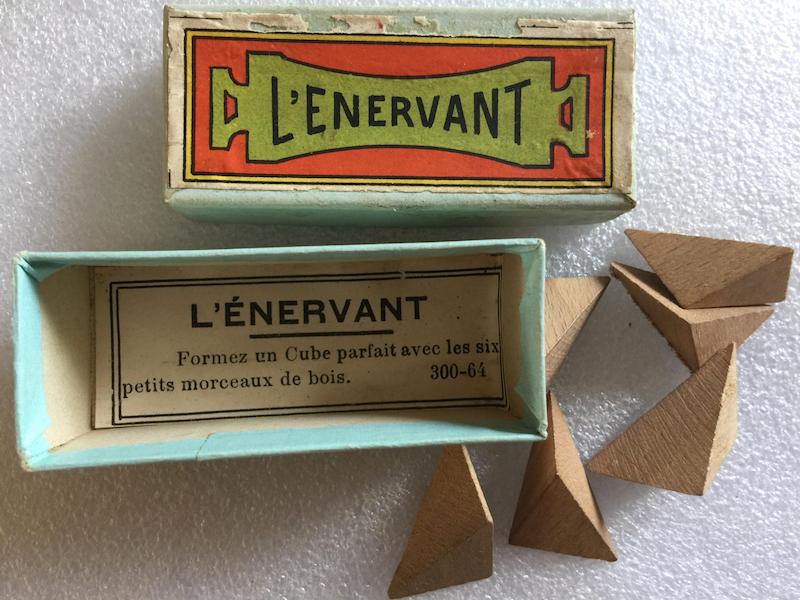 L'ENERVANT
L'ÉNERVANT
Formez un Cube parfait avec les six
petits morceaux de bois. 300-64